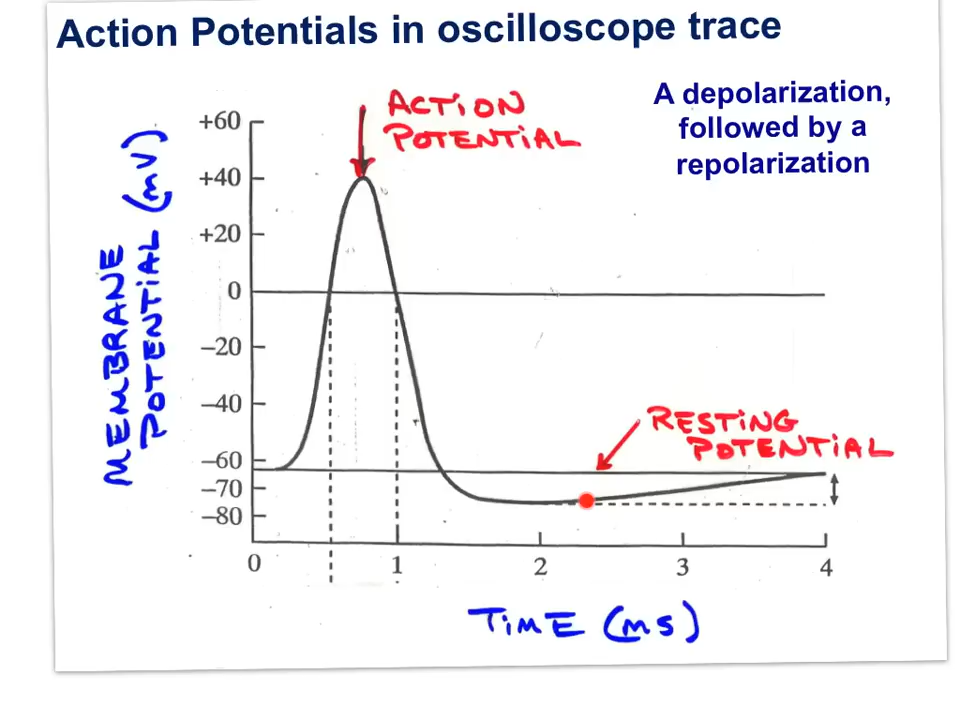 Action Potentials in oscilloscope trace
A depolarization,
followed by a
repolarization
ACTION
POTENTIAL
MEMBRANE
POTENTIAL (mV)
+60
+40
+20
0
–20
–40
–60
–70
–80
RESTING
POTENTIAL
0 1 2 3 4
TIME (ms)